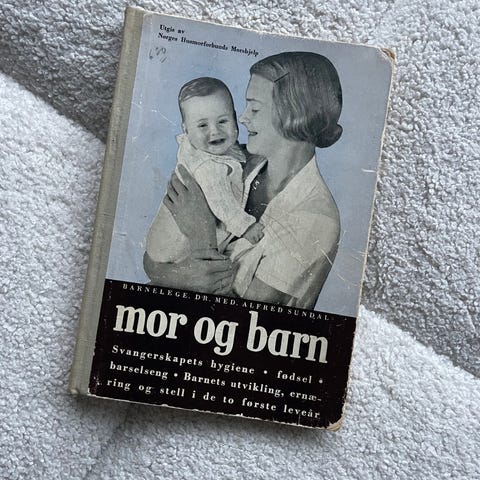 Utgis av
Norges Husmorforbunds Morshjelp
BARNELEGE. DR. MED. ALFRED SUNDAL
mor og barn
Svangerskapets hygiene • fødsel •
barselseng • Barnets utvikling, ernæ-
ring og stell i de to første leveår